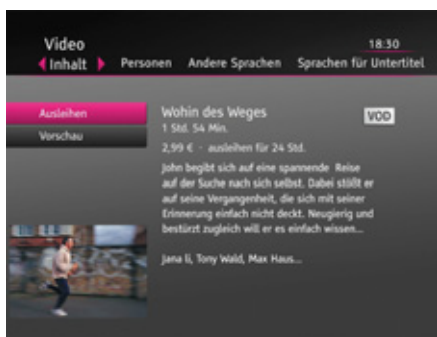 Video
18:30
Inhalt Personen Andere Sprachen Sprachen für Untertitel
Ausleihen
Vorschau
Wohin des Weges
VOD
1 Std. 54 Min.
2,99 € · ausleihen für 24 Std.
John begibt sich auf eine spannende Reise
auf der Suche nach sich selbst. Dabei stößt er
auf seine Vergangenheit, die sich mit seiner
Erinnerung einfach nicht deckt. Neugierig und
bestürzt zugleich will er es einfach wissen...
Jana li, Tony Wald, Max Haus...